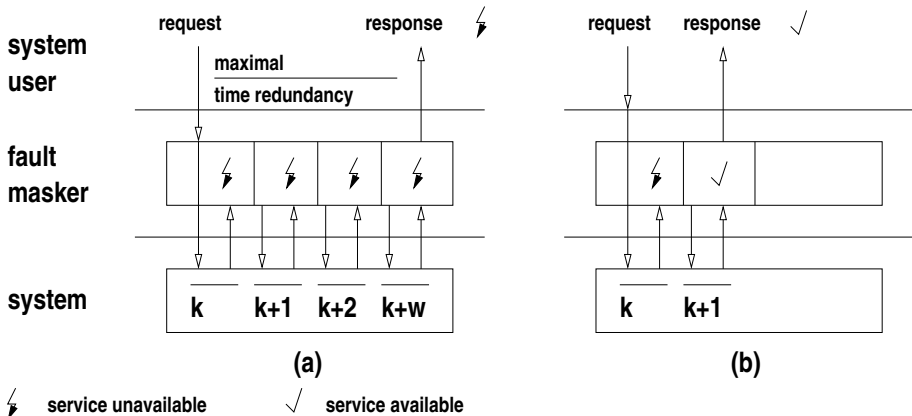 request response request response
system
user
maximal
time redundancy
fault
masker
system
k k+1 k+2 k+w k k+1
(a) (b)
service unavailable service available